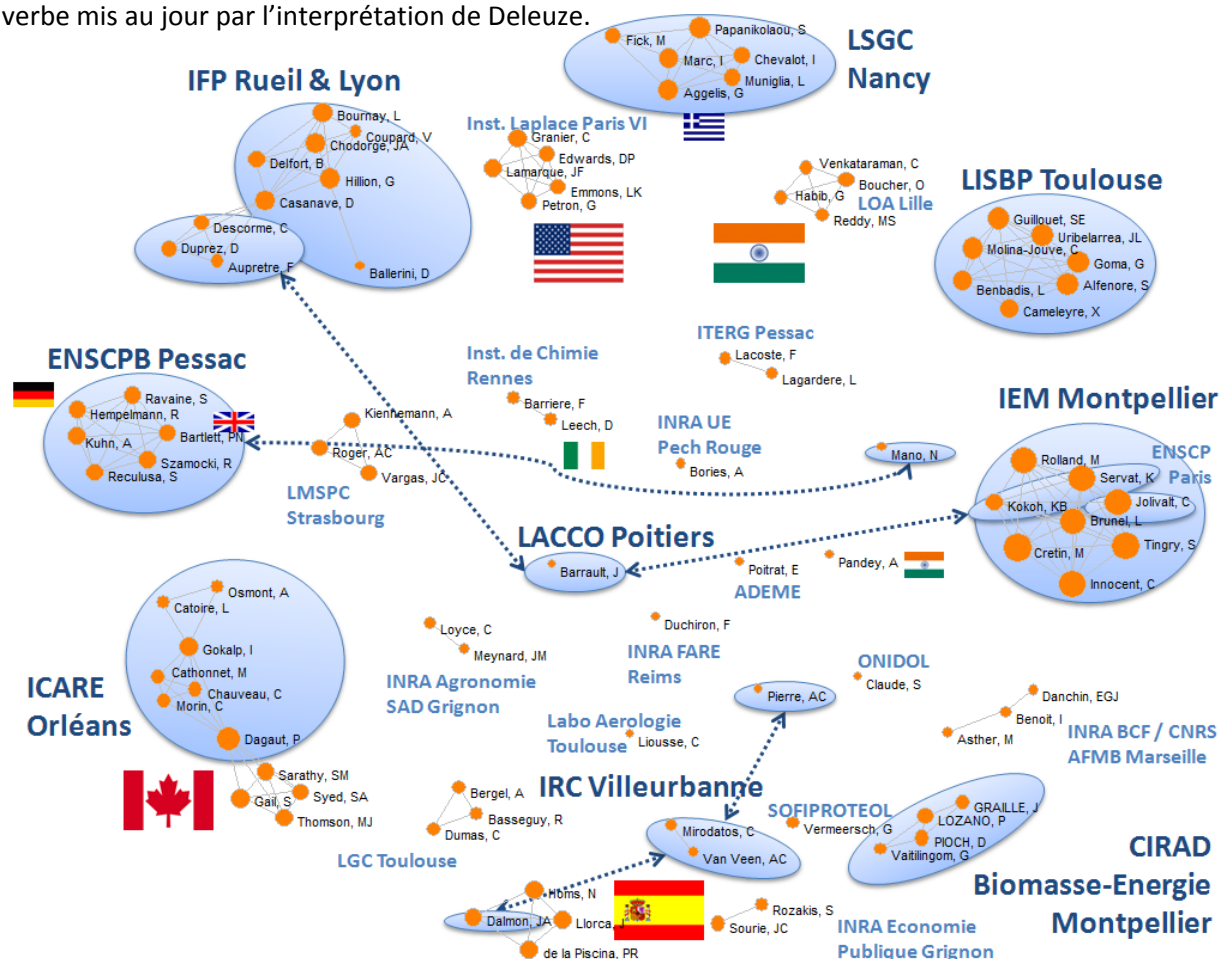 verbe mis au jour par l’interprétation de Deleuze.
LSGC
Nancy
Fick, M
Papanikolaou, S
Marc, I
Chevalot, I
Muniglia, L
Aggelis, G
IFP Rueil & Lyon
Bournay, L
Coupard, V
Chodorge, JA
Delfort, B
Hillion, G
Casanave, D
Descorme, C
Duprez, D
Aupretre, F
Ballerini, D
Inst. Laplace Paris VI
Granier, C
Edwards, DP
Lamarque, JF
Emmons, LK
Petron, G
Venkataraman, C
Boucher, O
Habib, G
LOA Lille
Reddy, MS
LISBP Toulouse
Guillouet, SE
Uribelarrea, JL
Molina-Jouve, C
Goma, G
Benbadis, L
Alfenore, S
Cameleyre, X
ENSCPB Pessac
Ravaine, S
Hempelmann, R
Kuhn, A
Bartlett, PN
Szamocki, R
Reculusa, S
Kiennemann, A
Roger, AC
Vargas, JC
LMSPC
Strasbourg
Inst. de Chimie
Rennes
Barriere, F
Leech, D
ITERG Pessac
Lacoste, F
Lagardere, L
INRA UE
Pech Rouge
Bories, A
Mano, N
IEM Montpellier
ENSCP
Paris
Rolland, M
Servat, K
Kokoh, KB
Jolivalt, C
Brunel, L
Cretin, M
Tingry, S
Innocent, C
LACCO Poitiers
Barrault, J
Poitrat, E
ADEME
Pandey, A
ICARE
Orléans
Osmont, A
Catoire, L
Gokalp, I
Cathonnet, M
Chauveau, C
Morin, C
Dagaut, P
Sarathy, SM
Gail, S
Syed, SA
Thomson, MJ
Loyce, C
Meynard, JM
INRA Agronomie
SAD Grignon
Duchiron, F
INRA FARE
Reims
ONIDOL
Claude, S
Pierre, AC
Labo Aerologie
Toulouse
Liousse, C
Danchin, EGJ
Benoit, I
Asther, M
INRA BCF / CNRS
AFMB Marseille
IRC Villeurbanne
Mirodatos, C
Van Veen, AC
Bergel, A
Basseguy, R
Dumas, C
LGC Toulouse
SOFIPROTEOL
Vermeersch, G
GRAILLE, J
LOZANO, P
PIOCH, D
Vaitilingom, G
CIRAD
Biomasse-Energie
Montpellier
Homs, N
Dalmon, JA
Llorca, J
de la Piscina, PR
Rozakis, S
Sourie, JC
INRA Economie
Publique Grignon